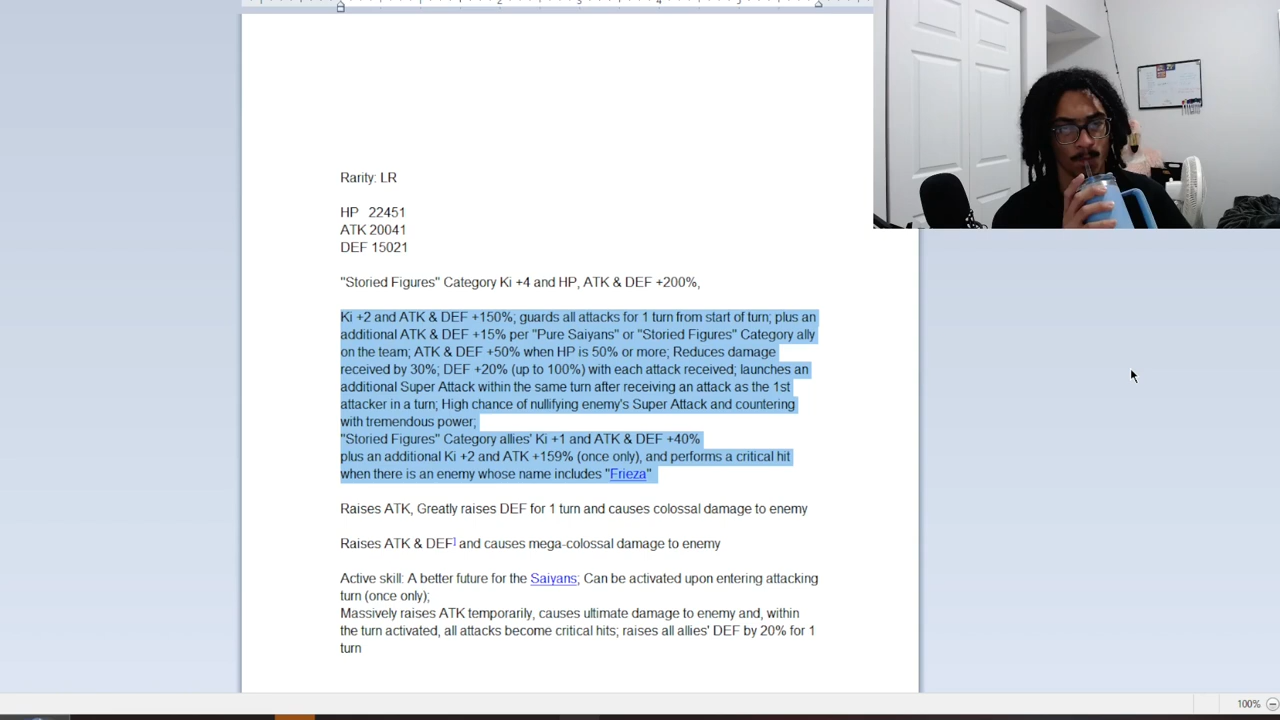 Rarity: LR
HP 22451
ATK 20041
DEF 15021
"Storied Figures" Category Ki +4 and HP, ATK & DEF +200%,
Ki +2 and ATK & DEF +150%; guards all attacks for 1 turn from start of turn; plus an
additional ATK & DEF +15% per "Pure Saiyans" or "Storied Figures" Category ally
on the team; ATK & DEF +50% when HP is 50% or more; Reduces damage
received by 30%; DEF +20% (up to 100%) with each attack received; launches an
additional Super Attack within the same turn after receiving an attack as the 1st
attacker in a turn; High chance of nullifying enemy's Super Attack and countering
with tremendous power;
"Storied Figures" Category allies' Ki +1 and ATK & DEF +40%
plus an additional Ki +2 and ATK +159% (once only), and performs a critical hit
when there is an enemy whose name includes "Frieza"
Raises ATK, Greatly raises DEF for 1 turn and causes colossal damage to enemy
Raises ATK & DEF and causes mega-colossal damage to enemy
Active skill: A better future for the Saiyans; Can be activated upon entering attacking
turn (once only);
Massively raises ATK temporarily, causes ultimate damage to enemy and, within
the turn activated, all attacks become critical hits; raises all allies' DEF by 20% for 1
turn
100%